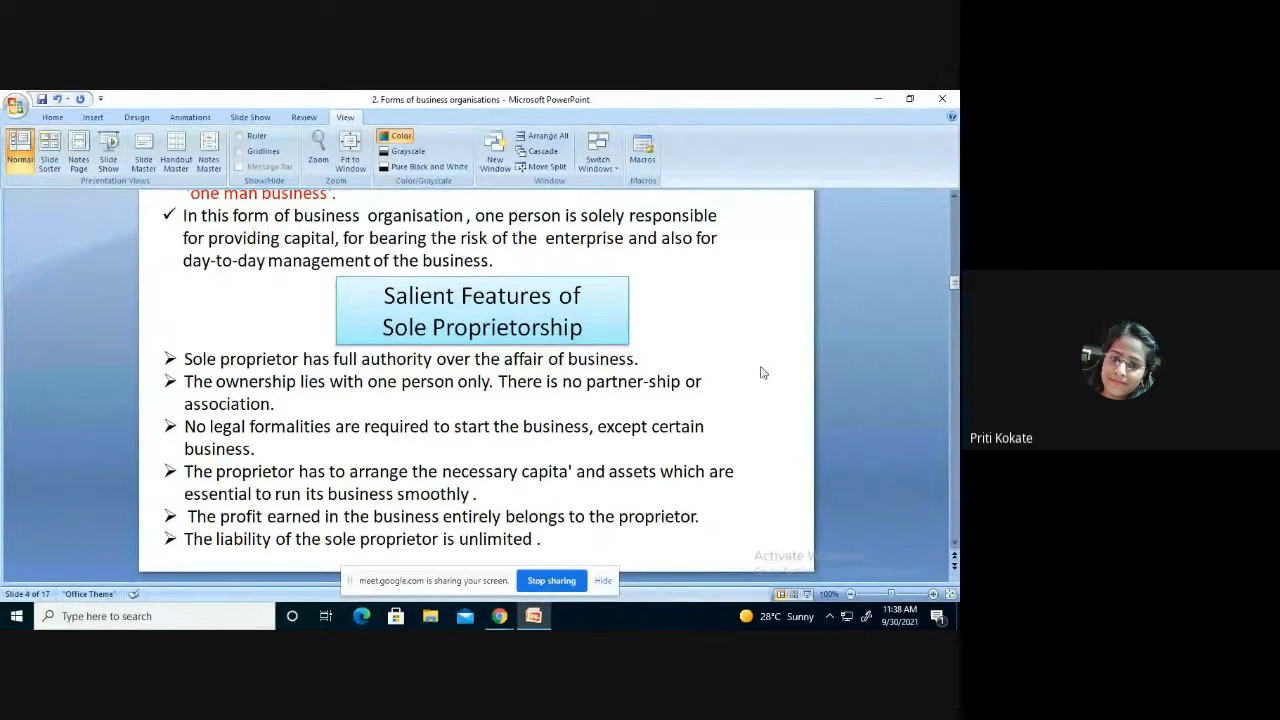 2. Forms of business organisations - Microsoft PowerPoint
Home Insert Design Animations Slide Show Review View
Normal
Slide Sorter
Notes Page
Slide Show
Slide Master
Handout Master
Notes Master
Presentation Views
Ruler
Gridlines
Message Bar
Show/Hide
Zoom
Fit to Window
Zoom
Color
Grayscale
Pure Black and White
Color/Grayscale
New Window
Arrange All
Cascade
Move Split
Window
Switch Windows
Macros
Macros
'one man business'.
✓ In this form of business organisation , one person is solely responsible
for providing capital, for bearing the risk of the enterprise and also for
day-to-day management of the business.
Salient Features of
Sole Proprietorship
➢ Sole proprietor has full authority over the affair of business.
➢ The ownership lies with one person only. There is no partner-ship or
association.
➢ No legal formalities are required to start the business, except certain
business.
➢ The proprietor has to arrange the necessary capita' and assets which are
essential to run its business smoothly .
➢ The profit earned in the business entirely belongs to the proprietor.
➢ The liability of the sole proprietor is unlimited .
Activate
meet.google.com is sharing your screen.
Stop sharing
Hide
Slide 4 of 17
"Office Theme"
100%
Type here to search
28°C Sunny
11:38 AM
9/30/2021
Priti Kokate